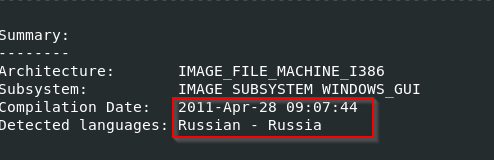 Summary:
--------
Architecture: IMAGE_FILE_MACHINE_I386
Subsystem: IMAGE_SUBSYSTEM_WINDOWS_GUI
Compilation Date: 2011-Apr-28 09:07:44
Detected languages: Russian - Russia